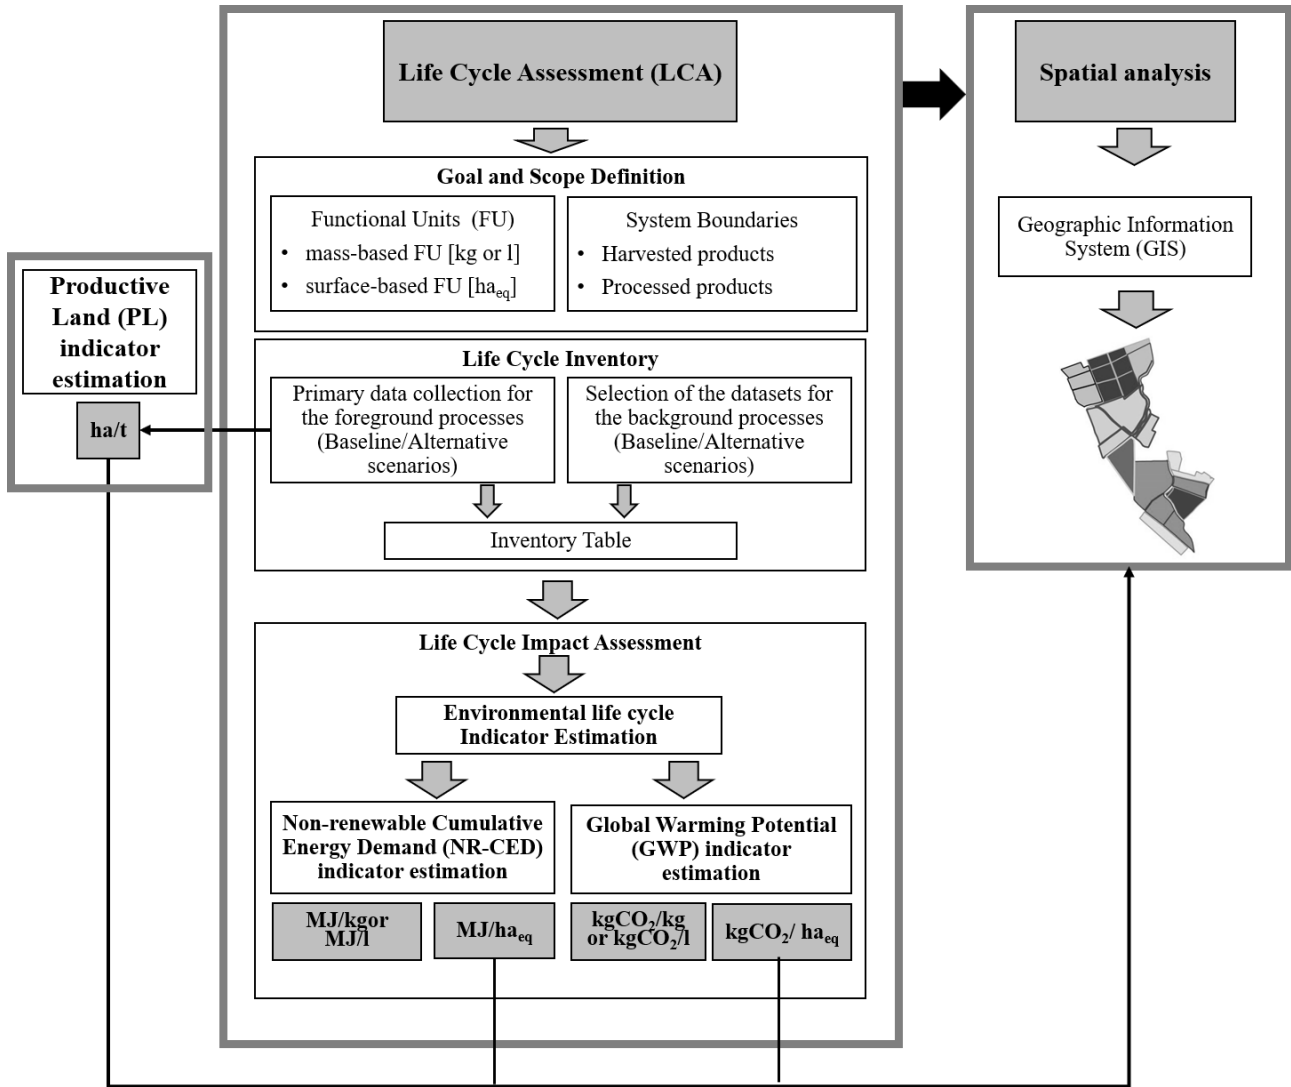 Life Cycle Assessment (LCA)
Goal and Scope Definition
Functional Units (FU)
• mass-based FU [kg or l]
• surface-based FU [ha_eq]
System Boundaries
• Harvested products
• Processed products
Productive
Land (PL)
indicator
estimation
ha/t
Life Cycle Inventory
Primary data collection for
the foreground processes
(Baseline/Alternative
scenarios)
Selection of the datasets for
the background processes
(Baseline/Alternative
scenarios)
Inventory Table
Life Cycle Impact Assessment
Environmental life cycle
Indicator Estimation
Non-renewable Cumulative
Energy Demand (NR-CED)
indicator estimation
MJ/kgor
MJ/l
MJ/ha_eq
Global Warming Potential
(GWP) indicator
estimation
kgCO₂/kg
or kgCO₂/l
kgCO₂/ ha_eq
Spatial analysis
Geographic Information
System (GIS)